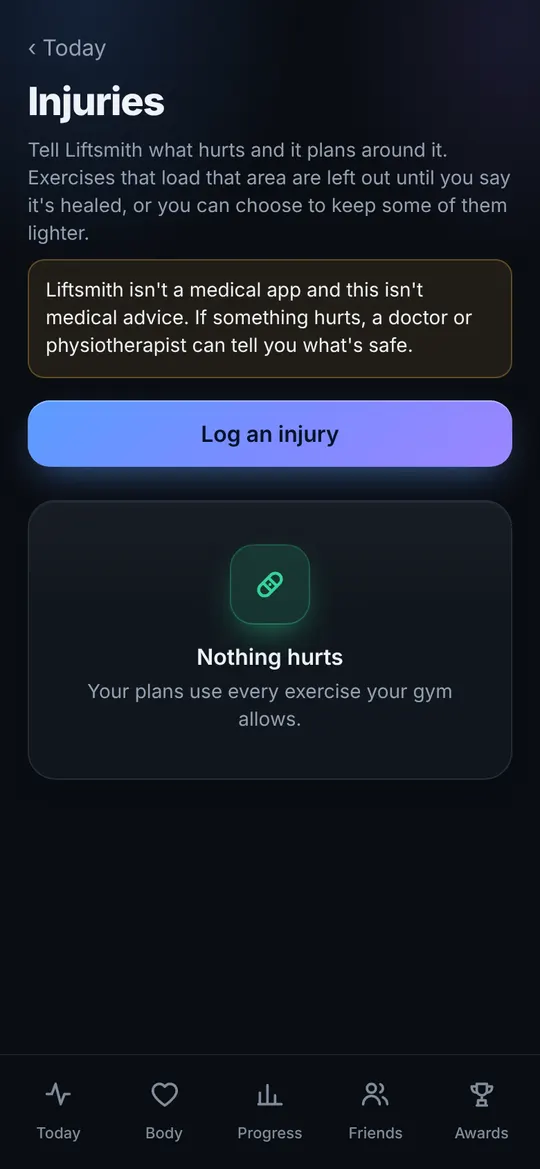 ‹ Today
Injuries
Tell Liftsmith what hurts and it plans around it.
Exercises that load that area are left out until you say
it's healed, or you can choose to keep some of them
lighter.
Liftsmith isn't a medical app and this isn't
medical advice. If something hurts, a doctor or
physiotherapist can tell you what's safe.
Log an injury
Nothing hurts
Your plans use every exercise your gym
allows.
Today Body Progress Friends Awards